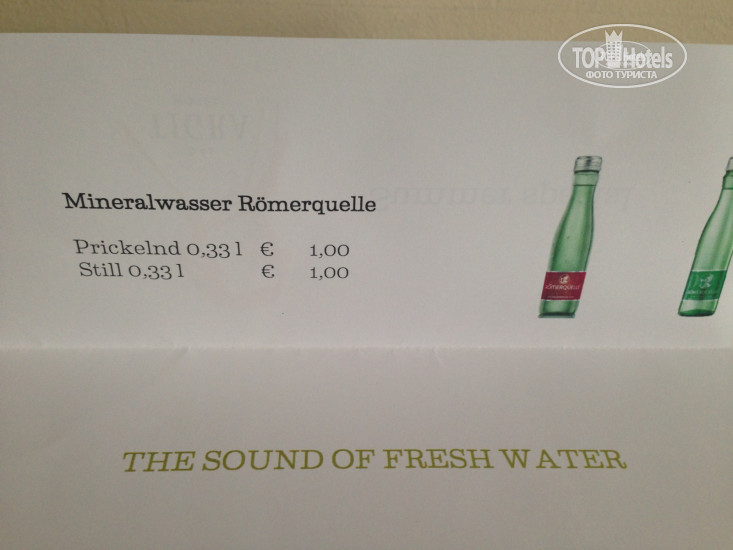 TOP Hotels
ФОТО ТУРИСТА
Mineralwasser Römerquelle
Prickelnd 0,33 l € 1,00
Still 0,33 l € 1,00
RÖMERQUELLE
THE SOUND OF FRESH WATER